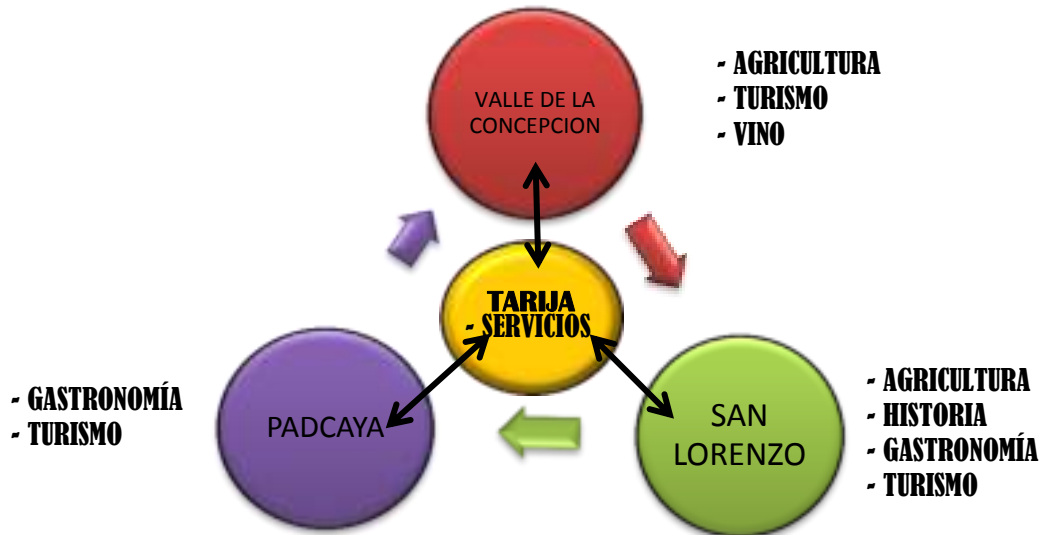 VALLE DE LA
CONCEPCION
- AGRICULTURA
- TURISMO
- VINO
TARIJA
- SERVICIOS
- GASTRONOMÍA
- TURISMO
PADCAYA
SAN
LORENZO
- AGRICULTURA
- HISTORIA
- GASTRONOMÍA
- TURISMO